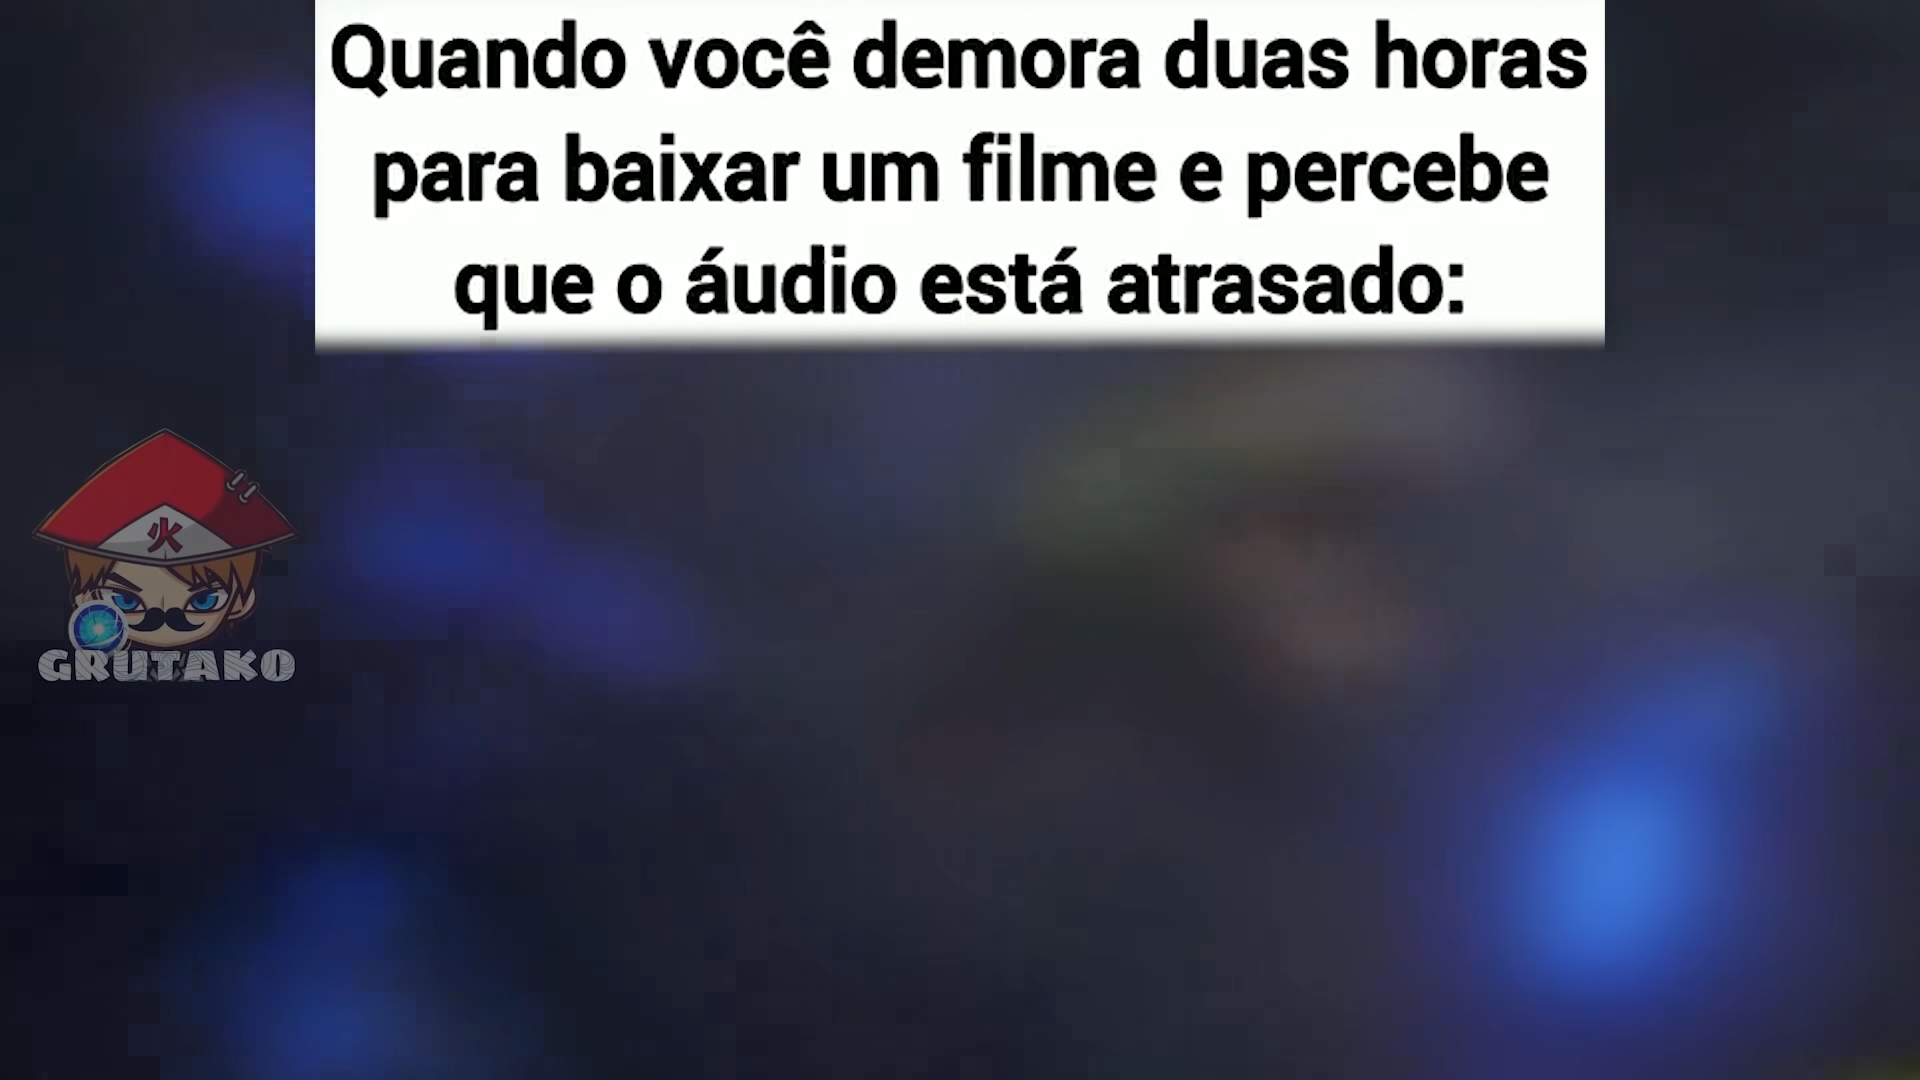 Quando você demora duas horas
para baixar um filme e percebe
que o áudio está atrasado:
火
GRUTAKO